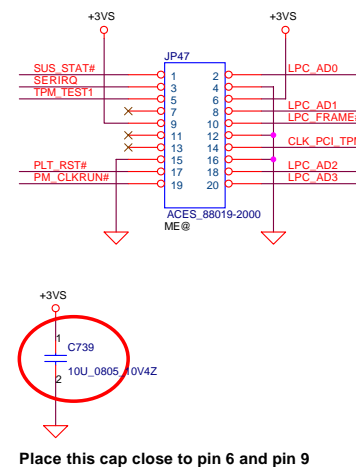 +3VS +3VS
JP47
SUS_STAT# 1 2 LPC_AD0
SERIRQ 3 4
TPM_TEST1 5 6
7 8 LPC_AD1
9 10 LPC_FRAME#
11 12
13 14 CLK_PCI_TPM
15 16
PLT_RST# 17 18 LPC_AD2
PM_CLKRUN# 19 20 LPC_AD3
ACES_88019-2000
ME@
+3VS
1
C739
10U_0805_10V4Z
2
Place this cap close to pin 6 and pin 9